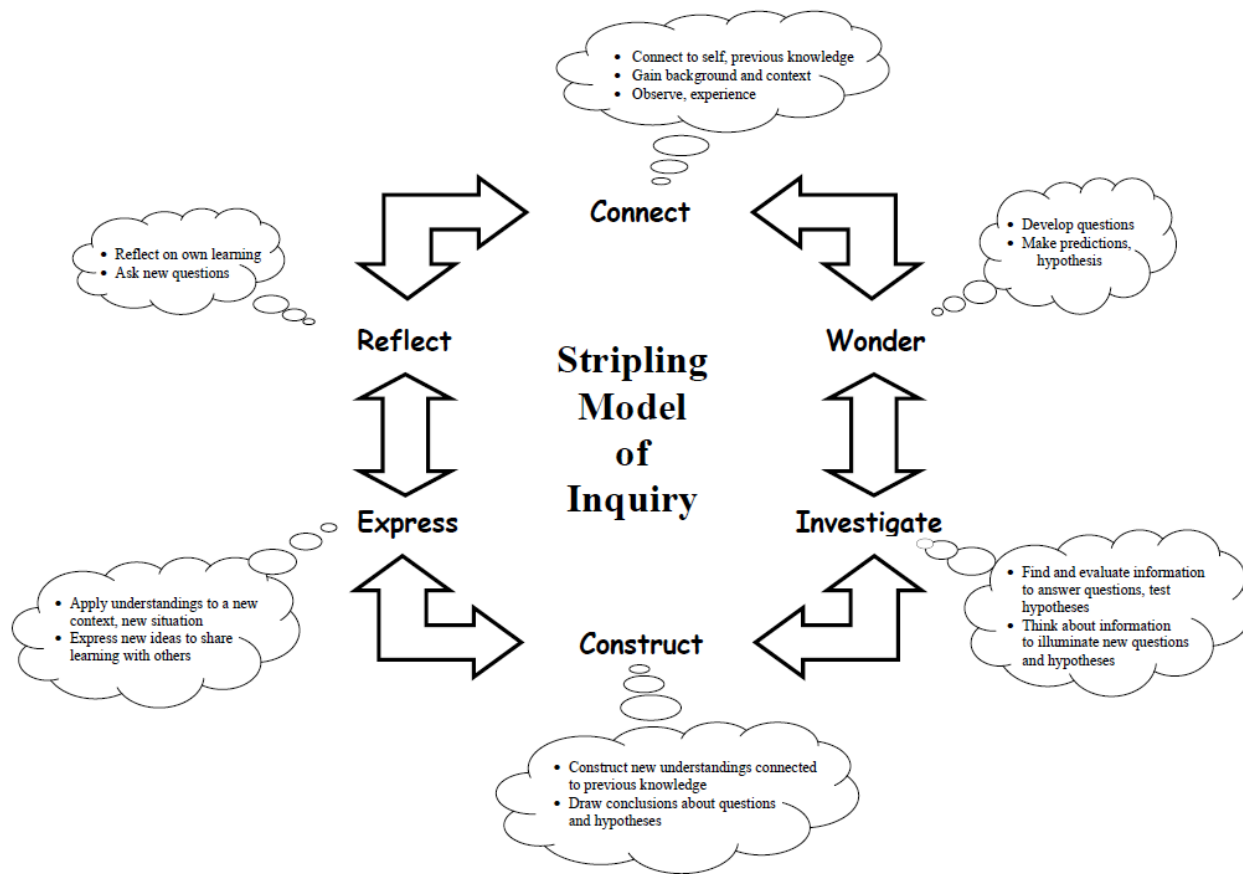 • Connect to self, previous knowledge
• Gain background and context
• Observe, experience
Connect
• Develop questions
• Make predictions,
hypothesis
• Reflect on own learning
• Ask new questions
Reflect
Wonder
Stripling
Model
of
Inquiry
Express
Investigate
• Find and evaluate information
to answer questions, test
hypotheses
• Think about information
to illuminate new questions
and hypotheses
• Apply understandings to a new
context, new situation
• Express new ideas to share
learning with others
Construct
• Construct new understandings connected
to previous knowledge
• Draw conclusions about questions
and hypotheses